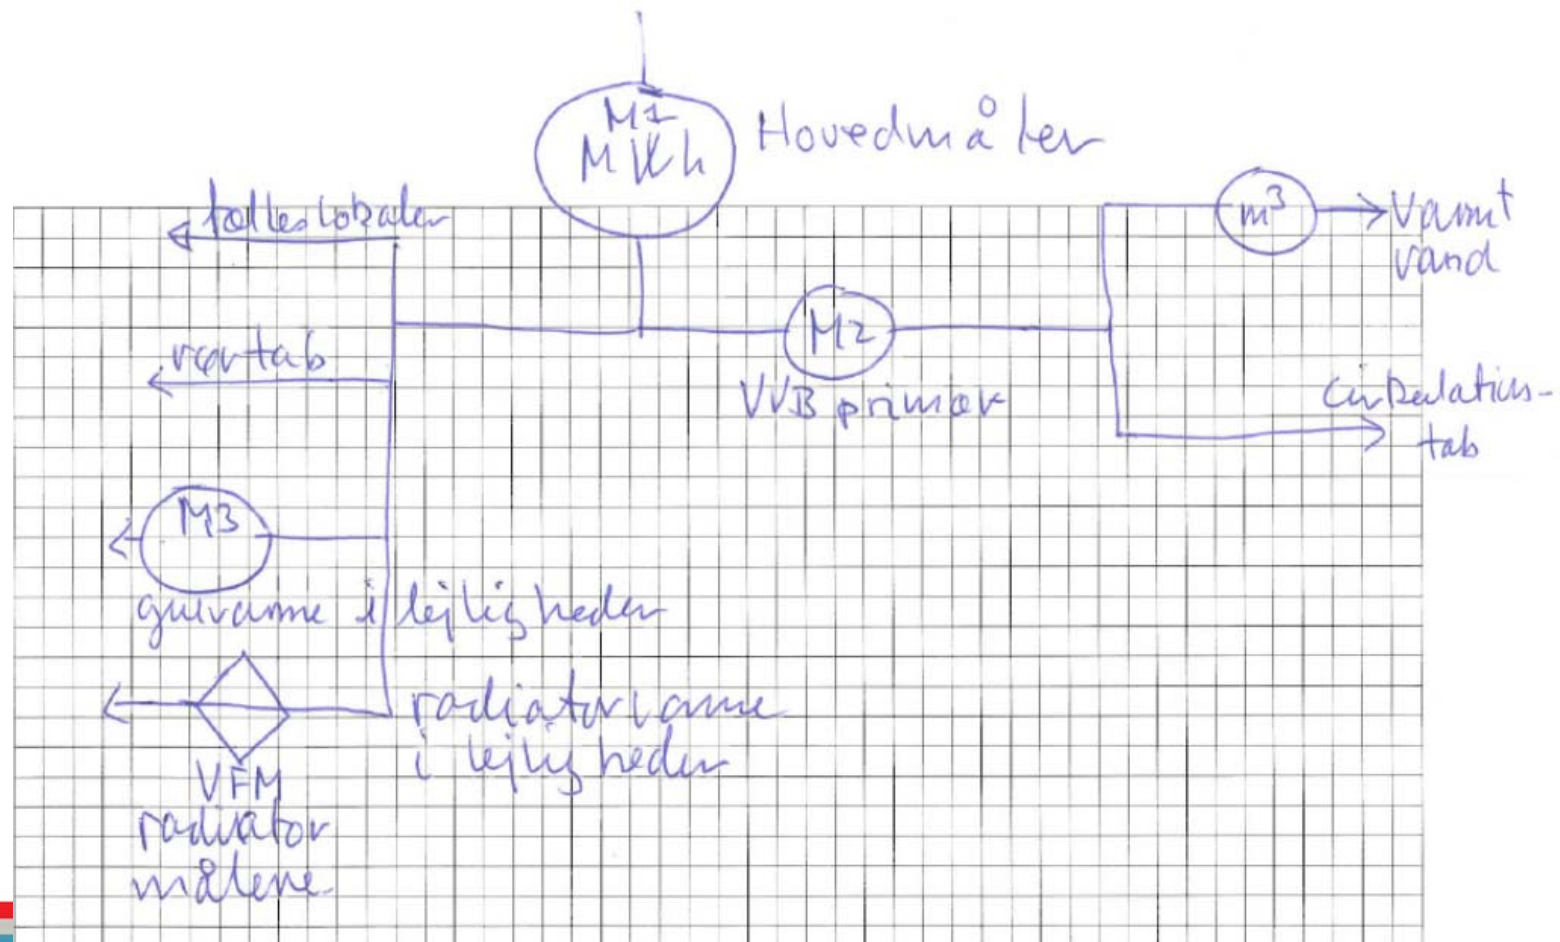 M1
MWh
Hovedmåler
fælleslokaler
m³
Varmt
vand
rørtab
M2
VVB primær
Cirkulations-
tab
M3
gulvarme i lejligheder
radiatorvarme
i lejligheder
VFM
radiator
målere